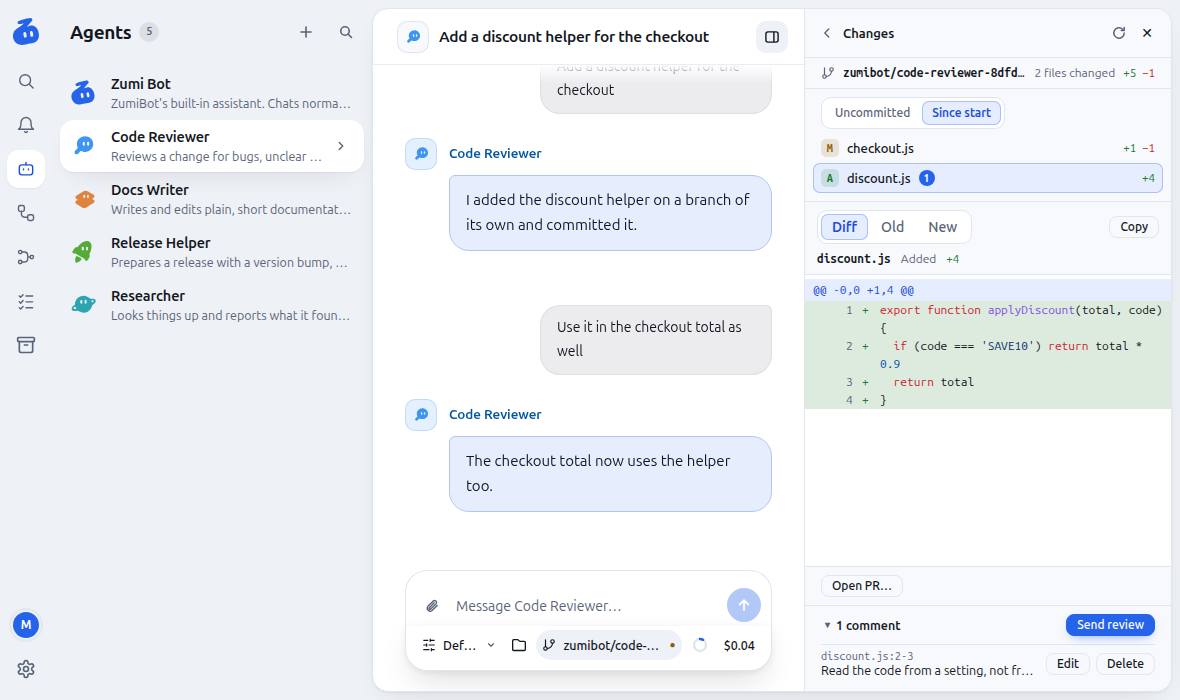 Agents 5
Zumi Bot
ZumiBot's built-in assistant. Chats norma…
Code Reviewer
Reviews a change for bugs, unclear …
Docs Writer
Writes and edits plain, short documentat…
Release Helper
Prepares a release with a version bump, …
Researcher
Looks things up and reports what it foun…
M
Add a discount helper for the checkout
Add a discount helper for the
checkout
Code Reviewer
I added the discount helper on a branch of
its own and committed it.
Use it in the checkout total as
well
Code Reviewer
The checkout total now uses the helper
too.
Message Code Reviewer…
Def…
zumibot/code-…
$0.04
Changes
zumibot/code-reviewer-8dfd… 2 files changed +5 −1
Uncommitted Since start
M checkout.js +1 −1
A discount.js 1 +4
Diff Old New Copy
discount.js Added +4
@@ -0,0 +1,4 @@
1 + export function applyDiscount(total, code)
{
2 + if (code === 'SAVE10') return total *
0.9
3 + return total
4 + }
Open PR…
1 comment Send review
discount.js:2-3
Read the code from a setting, not fr…
Edit Delete